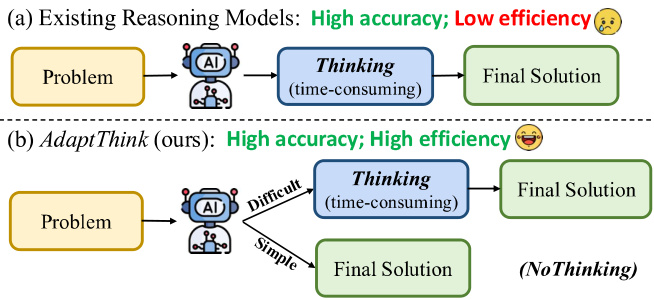 (a) Existing Reasoning Models: High accuracy; Low efficiency
Problem
AI
Thinking
(time-consuming)
Final Solution
(b) AdaptThink (ours): High accuracy; High efficiency
Problem
AI
Difficult
Thinking
(time-consuming)
Final Solution
Simple
Final Solution
(NoThinking)